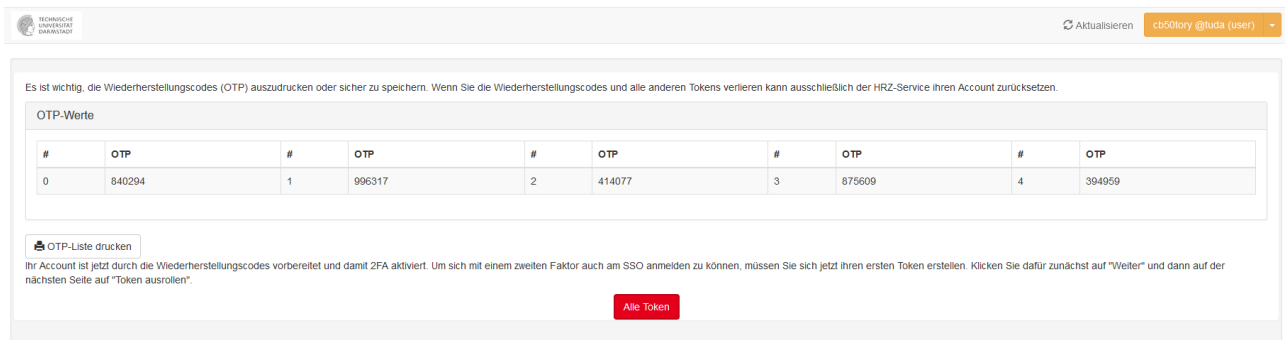 TECHNISCHE
UNIVERSITÄT
DARMSTADT
Aktualisieren
cb50tory @tuda (user)
Es ist wichtig, die Wiederherstellungscodes (OTP) auszudrucken oder sicher zu speichern. Wenn Sie die Wiederherstellungscodes und alle anderen Tokens verlieren kann ausschließlich der HRZ-Service ihren Account zurücksetzen.
OTP-Werte
# OTP # OTP # OTP # OTP # OTP
0 840294 1 996317 2 414077 3 875609 4 394959
OTP-Liste drucken
Ihr Account ist jetzt durch die Wiederherstellungscodes vorbereitet und damit 2FA aktiviert. Um sich mit einem zweiten Faktor auch am SSO anmelden zu können, müssen Sie sich jetzt ihren ersten Token erstellen. Klicken Sie dafür zunächst auf "Weiter" und dann auf der
nächsten Seite auf "Token ausrollen".
Alle Token